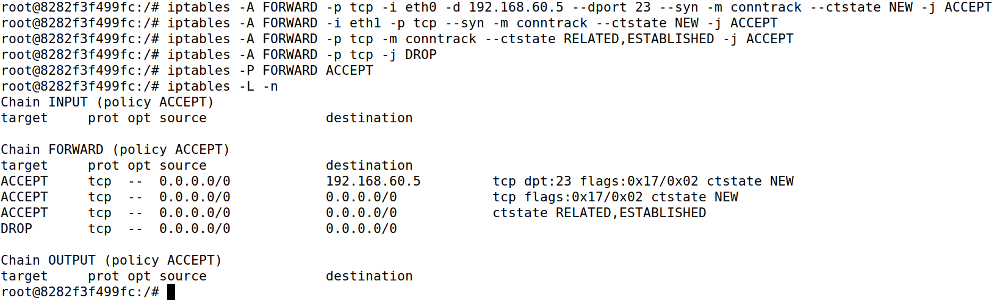 root@8282f3f499fc:/# iptables -A FORWARD -p tcp -i eth0 -d 192.168.60.5 --dport 23 --syn -m conntrack --ctstate NEW -j ACCEPT
root@8282f3f499fc:/# iptables -A FORWARD -i eth1 -p tcp --syn -m conntrack --ctstate NEW -j ACCEPT
root@8282f3f499fc:/# iptables -A FORWARD -p tcp -m conntrack --ctstate RELATED,ESTABLISHED -j ACCEPT
root@8282f3f499fc:/# iptables -A FORWARD -p tcp -j DROP
root@8282f3f499fc:/# iptables -P FORWARD ACCEPT
root@8282f3f499fc:/# iptables -L -n
Chain INPUT (policy ACCEPT)
target     prot opt source               destination

Chain FORWARD (policy ACCEPT)
target     prot opt source               destination
ACCEPT     tcp  --  0.0.0.0/0            192.168.60.5         tcp dpt:23 flags:0x17/0x02 ctstate NEW
ACCEPT     tcp  --  0.0.0.0/0            0.0.0.0/0            tcp flags:0x17/0x02 ctstate NEW
ACCEPT     tcp  --  0.0.0.0/0            0.0.0.0/0            ctstate RELATED,ESTABLISHED
DROP       tcp  --  0.0.0.0/0            0.0.0.0/0

Chain OUTPUT (policy ACCEPT)
target     prot opt source               destination
root@8282f3f499fc:/#